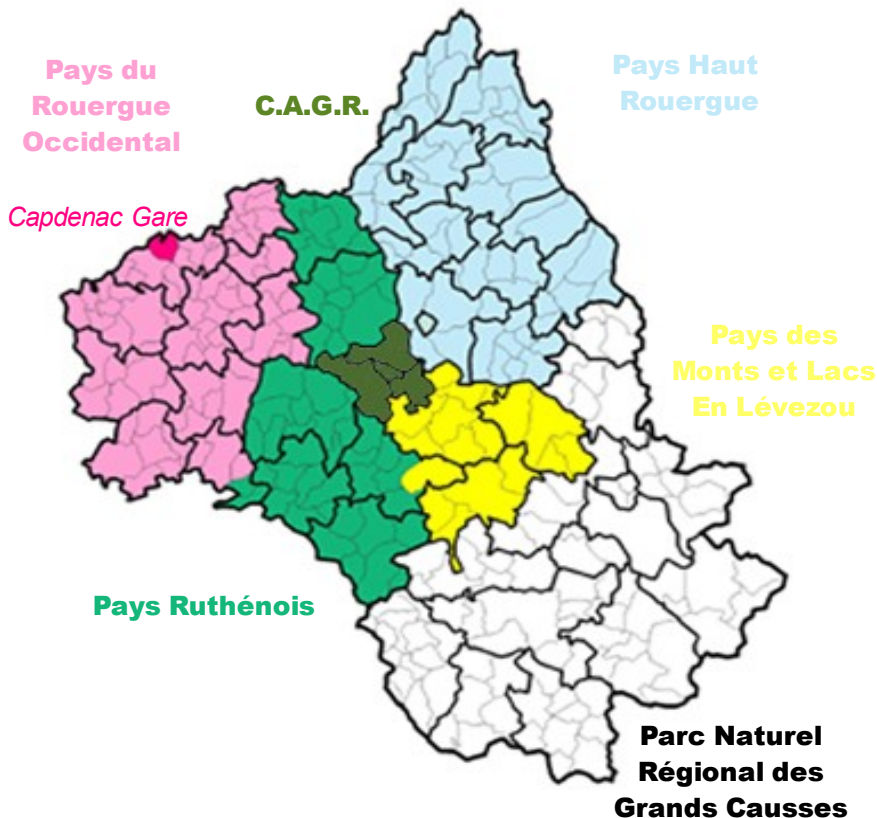 Pays du
Rouergue
Occidental
C.A.G.R.
Pays Haut
Rouergue
Capdenac Gare
Pays des
Monts et Lacs
En Lévezou
Pays Ruthénois
Parc Naturel
Régional des
Grands Causses